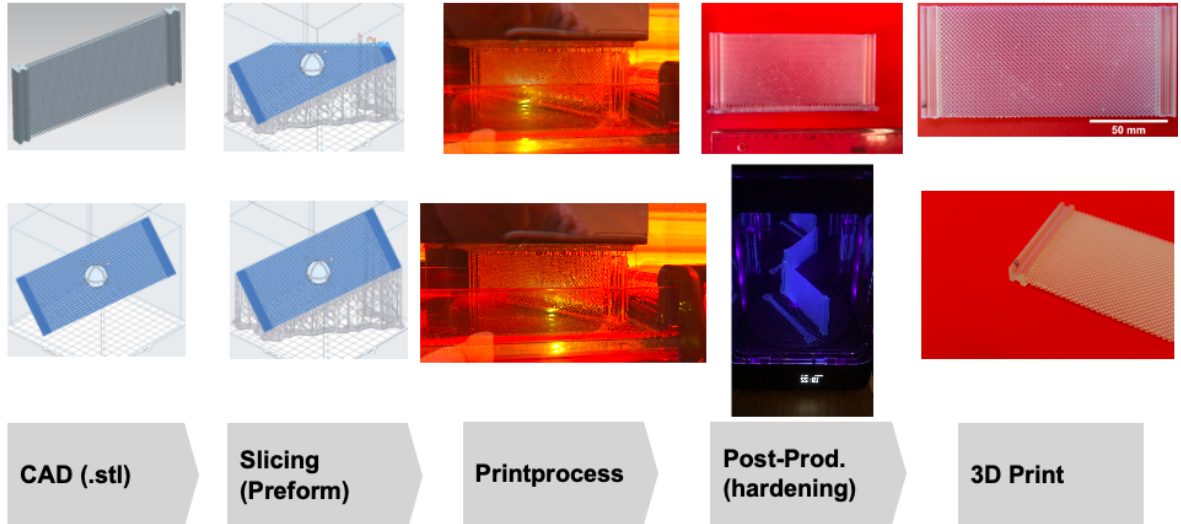 50 mm
CAD (.stl)
Slicing
(Preform)
Printprocess
Post-Prod.
(hardening)
3D Print